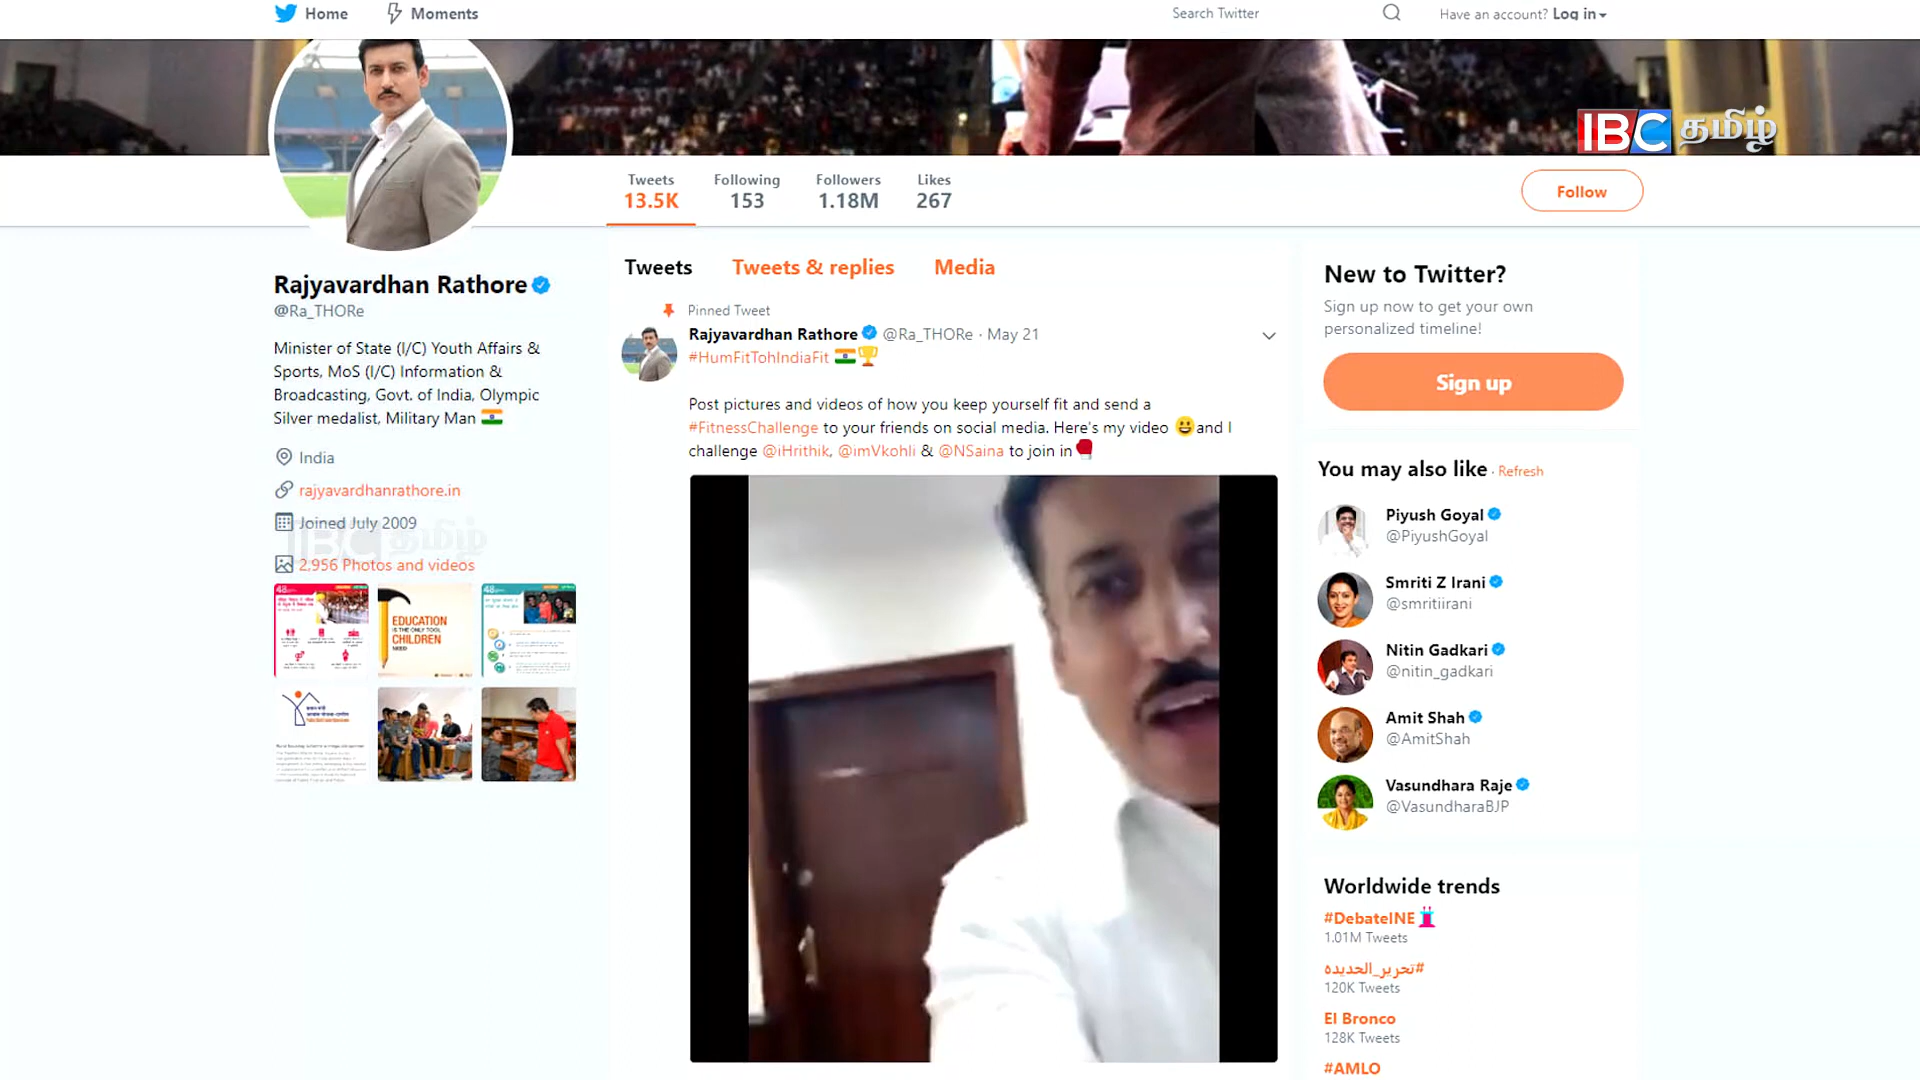 Home
Moments
Search Twitter
Have an account? Log in
IBC தமிழ்
Tweets
13.5K
Following
153
Followers
1.18M
Likes
267
Follow
Rajyavardhan Rathore
@Ra_THORe
Minister of State (I/C) Youth Affairs &
Sports, MoS (I/C) Information &
Broadcasting, Govt. of India, Olympic
Silver medalist, Military Man
India
rajyavardhanrathore.in
Joined July 2009
IBC தமிழ்
2,956 Photos and videos
EDUCATION
IS THE ONLY TOOL
CHILDREN
NEED
Tweets
Tweets & replies
Media
Pinned Tweet
Rajyavardhan Rathore @Ra_THORe · May 21
#HumFitTohIndiaFit
Post pictures and videos of how you keep yourself fit and send a
#FitnessChallenge to your friends on social media. Here's my video and I
challenge @iHrithik, @imVkohli & @NSaina to join in
New to Twitter?
Sign up now to get your own
personalized timeline!
Sign up
You may also like · Refresh
Piyush Goyal
@PiyushGoyal
Smriti Z Irani
@smritiirani
Nitin Gadkari
@nitin_gadkari
Amit Shah
@AmitShah
Vasundhara Raje
@VasundharaBJP
Worldwide trends
#DebateINE
1.01M Tweets
#تحرير_الحديده
120K Tweets
El Bronco
128K Tweets
#AMLO